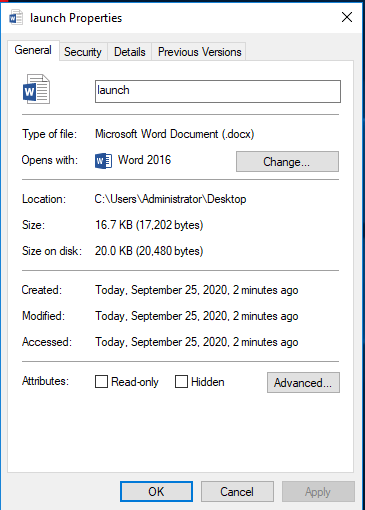 launch Properties
General Security Details Previous Versions
launch
Type of file: Microsoft Word Document (.docx)
Opens with: Word 2016 Change...
Location: C:\Users\Administrator\Desktop
Size: 16.7 KB (17,202 bytes)
Size on disk: 20.0 KB (20,480 bytes)
Created: Today, September 25, 2020, 2 minutes ago
Modified: Today, September 25, 2020, 2 minutes ago
Accessed: Today, September 25, 2020, 2 minutes ago
Attributes: Read-only Hidden Advanced...
OK Cancel Apply